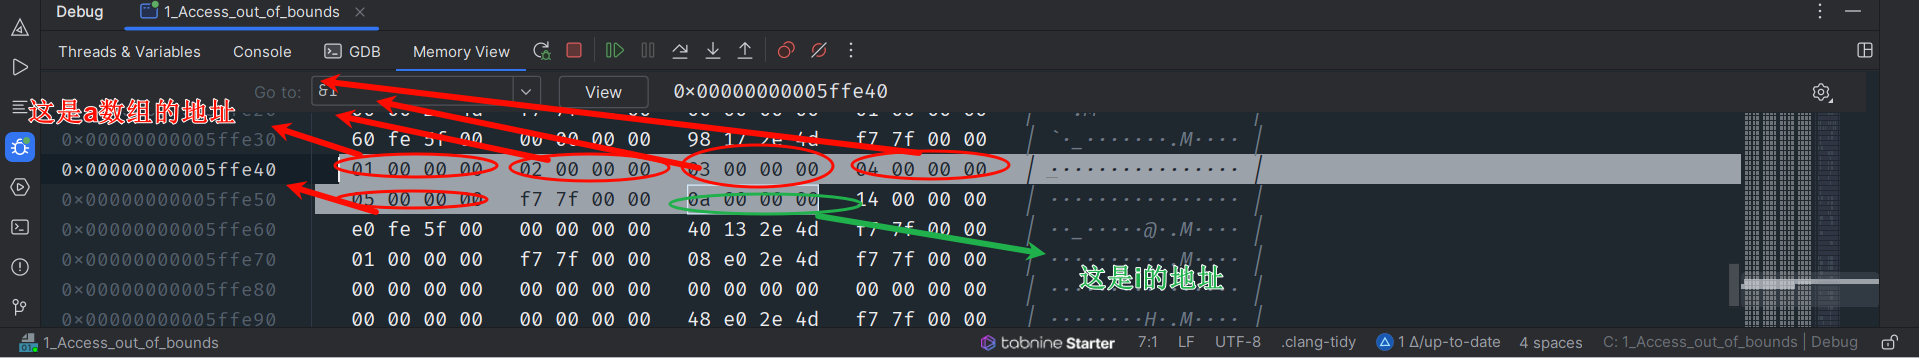 Debug
1_Access_out_of_bounds
Threads & Variables Console GDB Memory View
Go to: View 0x00000000005ffe40
这是a数组的地址
0x00000000005ffe30 60 fe 5f 00 00 00 00 00 98 17 2e 4d f7 7f 00 00 | `·_·········.M···· |
0x00000000005ffe40 01 00 00 00 02 00 00 00 03 00 00 00 04 00 00 00
0x00000000005ffe50 05 00 00 00 f7 7f 00 00 0a 00 00 00 14 00 00 00
0x00000000005ffe60 e0 fe 5f 00 00 00 00 00 40 13 2e 4d f7 7f 00 00
0x00000000005ffe70 01 00 00 00 f7 7f 00 00 08 e0 2e 4d f7 7f 00 00
这是i的地址
0x00000000005ffe80 00 00 00 00 00 00 00 00 00 00 00 00 00 00 00 00
0x00000000005ffe90 00 00 00 00 00 00 00 00 48 e0 2e 4d f7 7f 00 00
1_Access_out_of_bounds tabnine Starter 7:1 LF UTF-8 .clang-tidy 1 Δ/up-to-date 4 spaces C: 1_Access_out_of_bounds | Debug